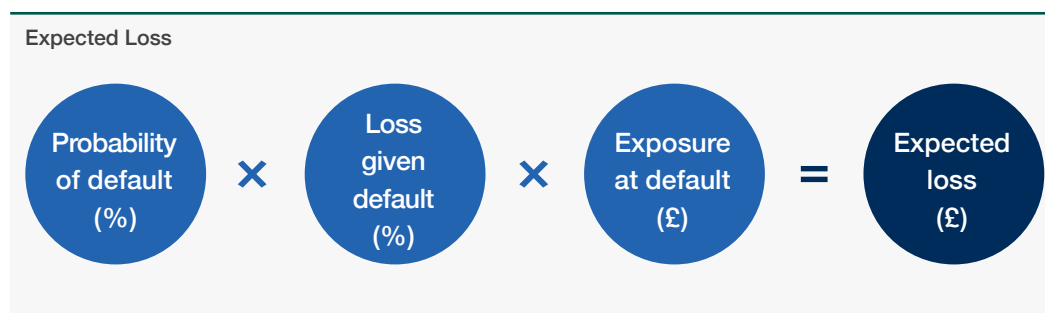 Expected Loss
Probability
of default
(%)
×
Loss
given
default
(%)
×
Exposure
at default
(£)
=
Expected
loss
(£)